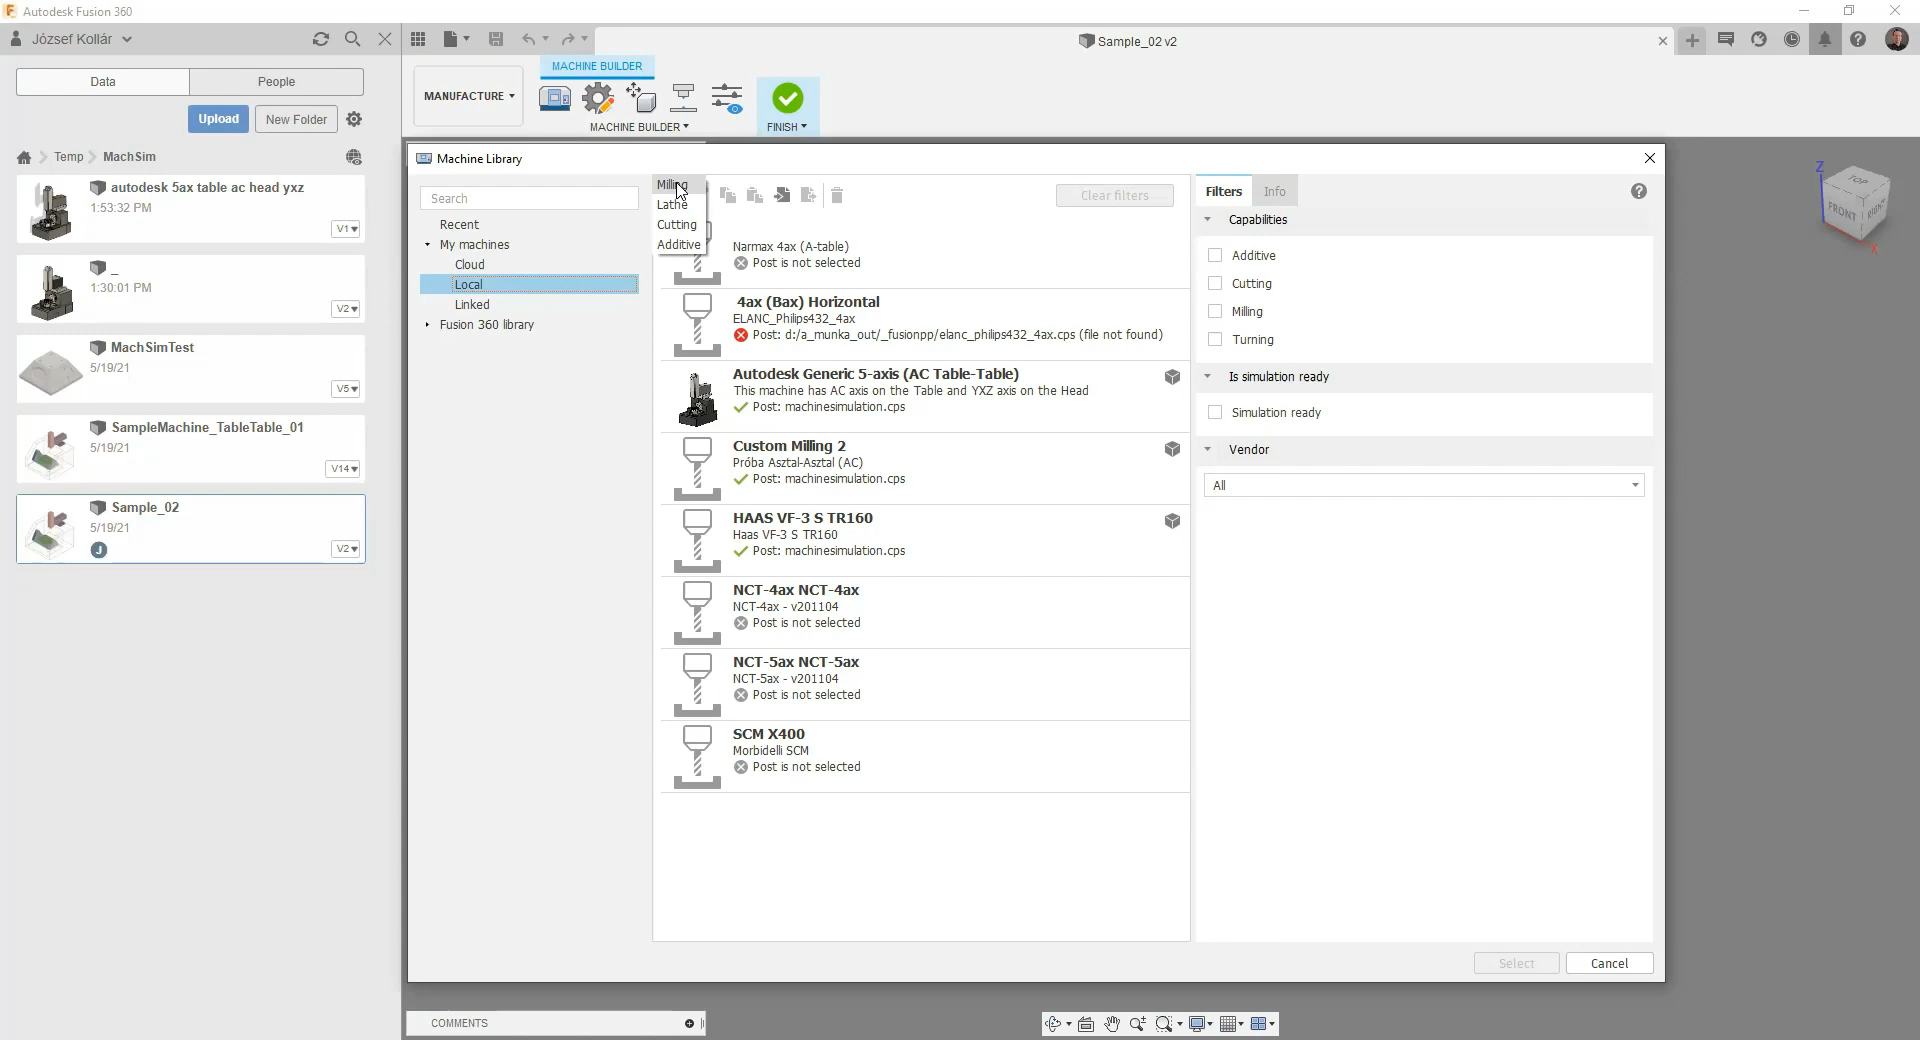 Autodesk Fusion 360
József Kollár
Sample_02 v2
Data
People
MACHINE BUILDER
MANUFACTURE
MACHINE BUILDER
FINISH
Upload
New Folder
Temp
MachSim
autodesk 5ax table ac head yxz
1:53:32 PM
V1
_
1:30:01 PM
V2
MachSimTest
5/19/21
V5
SampleMachine_TableTable_01
5/19/21
V14
Sample_02
5/19/21
J
V2
Machine Library
Search
Recent
My machines
Cloud
Local
Linked
Fusion 360 library
Milling
Lathe
Cutting
Additive
Clear filters
Narmax 4ax (A-table)
Post is not selected
4ax (Bax) Horizontal
ELANC_Philips432_4ax
Post: d:/a_munka_out/_fusionpp/elanc_philips432_4ax.cps (file not found)
Autodesk Generic 5-axis (AC Table-Table)
This machine has AC axis on the Table and YXZ axis on the Head
Post: machinesimulation.cps
Custom Milling 2
Próba Asztal-Asztal (AC)
Post: machinesimulation.cps
HAAS VF-3 S TR160
Haas VF-3 S TR160
Post: machinesimulation.cps
NCT-4ax NCT-4ax
NCT-4ax - v201104
Post is not selected
NCT-5ax NCT-5ax
NCT-5ax - v201104
Post is not selected
SCM X400
Morbidelli SCM
Post is not selected
Filters
Info
Capabilities
Additive
Cutting
Milling
Turning
Is simulation ready
Simulation ready
Vendor
All
Select
Cancel
Z
TOP
FRONT
RIGHT
X
COMMENTS